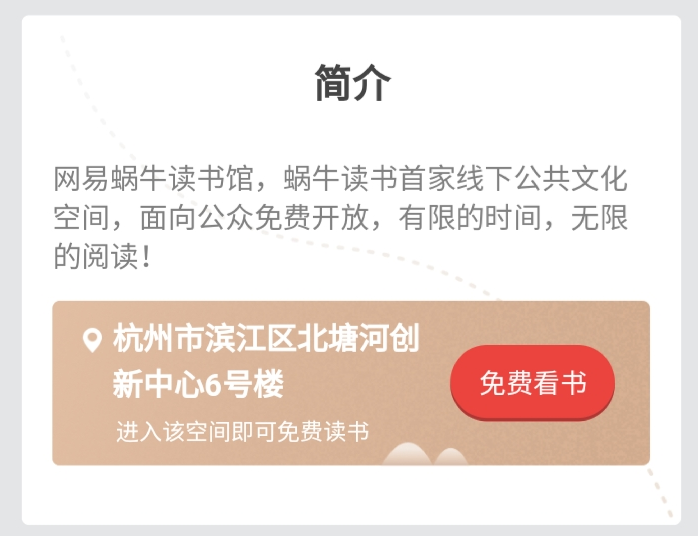 简介
网易蜗牛读书馆，蜗牛读书首家线下公共文化
空间，面向公众免费开放，有限的时间，无限
的阅读！
杭州市滨江区北塘河创
新中心6号楼
免费看书
进入该空间即可免费读书